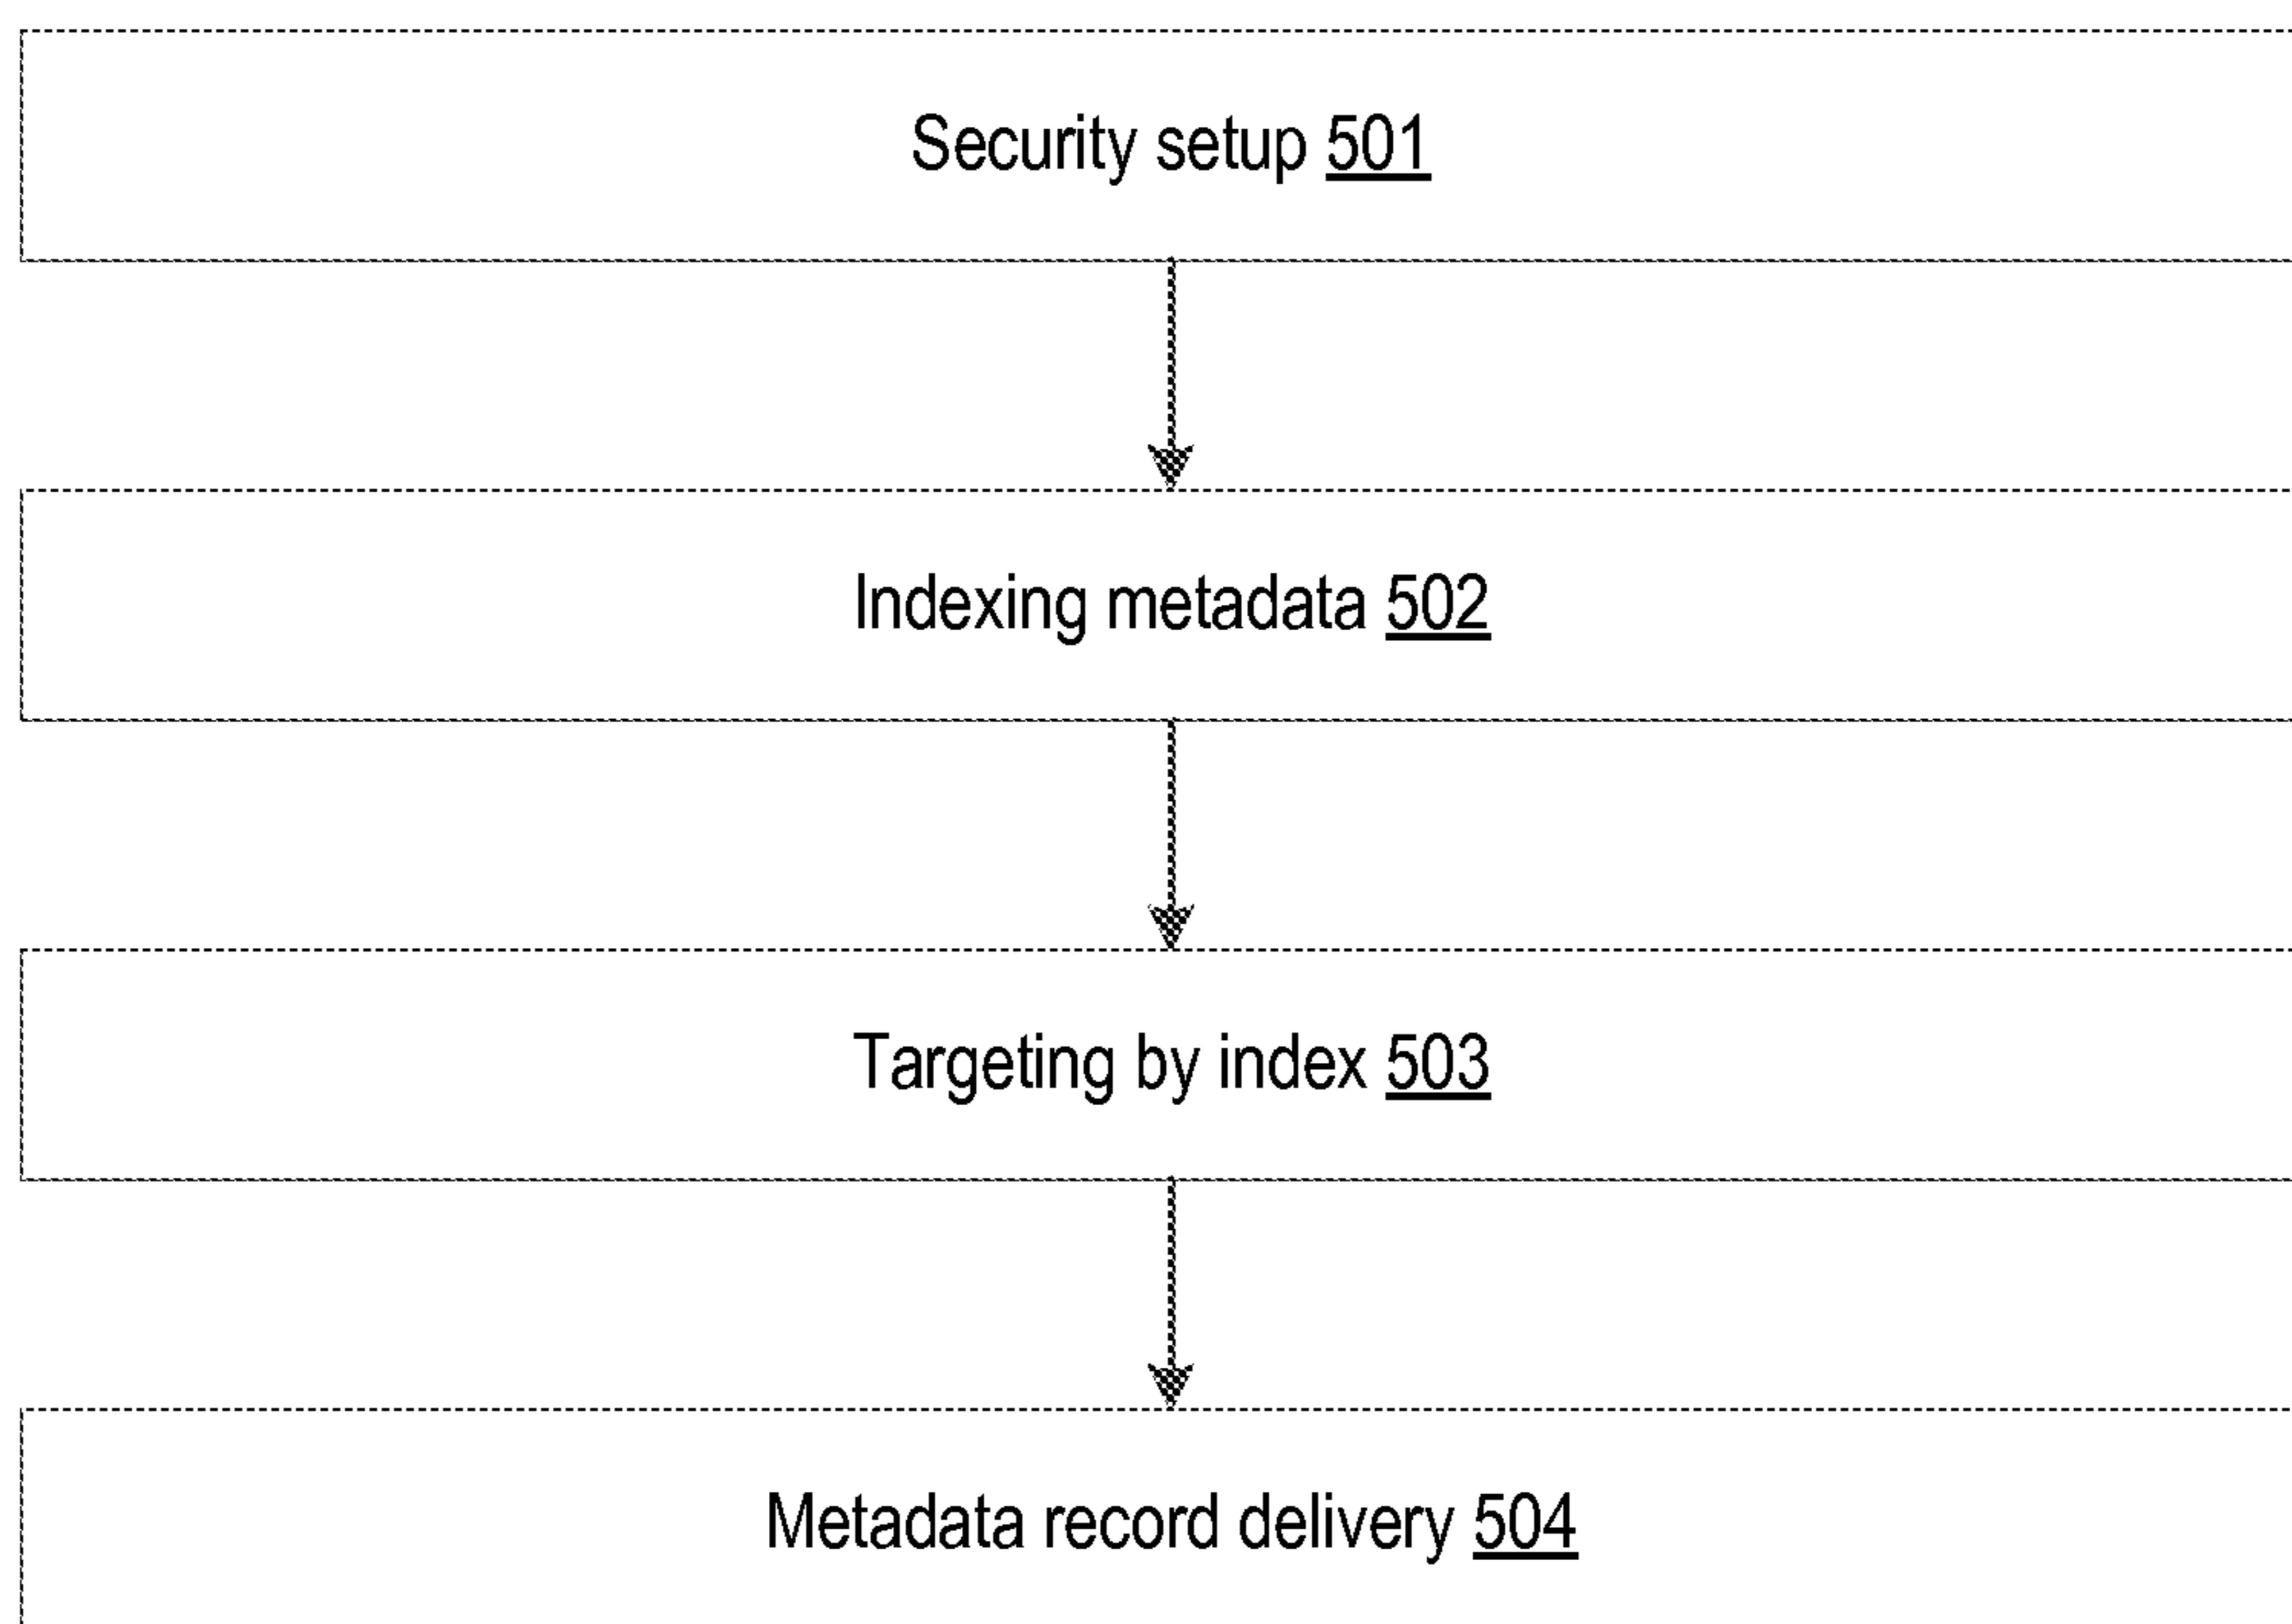 Security setup 501
Indexing metadata 502
Targeting by index 503
Metadata record delivery 504